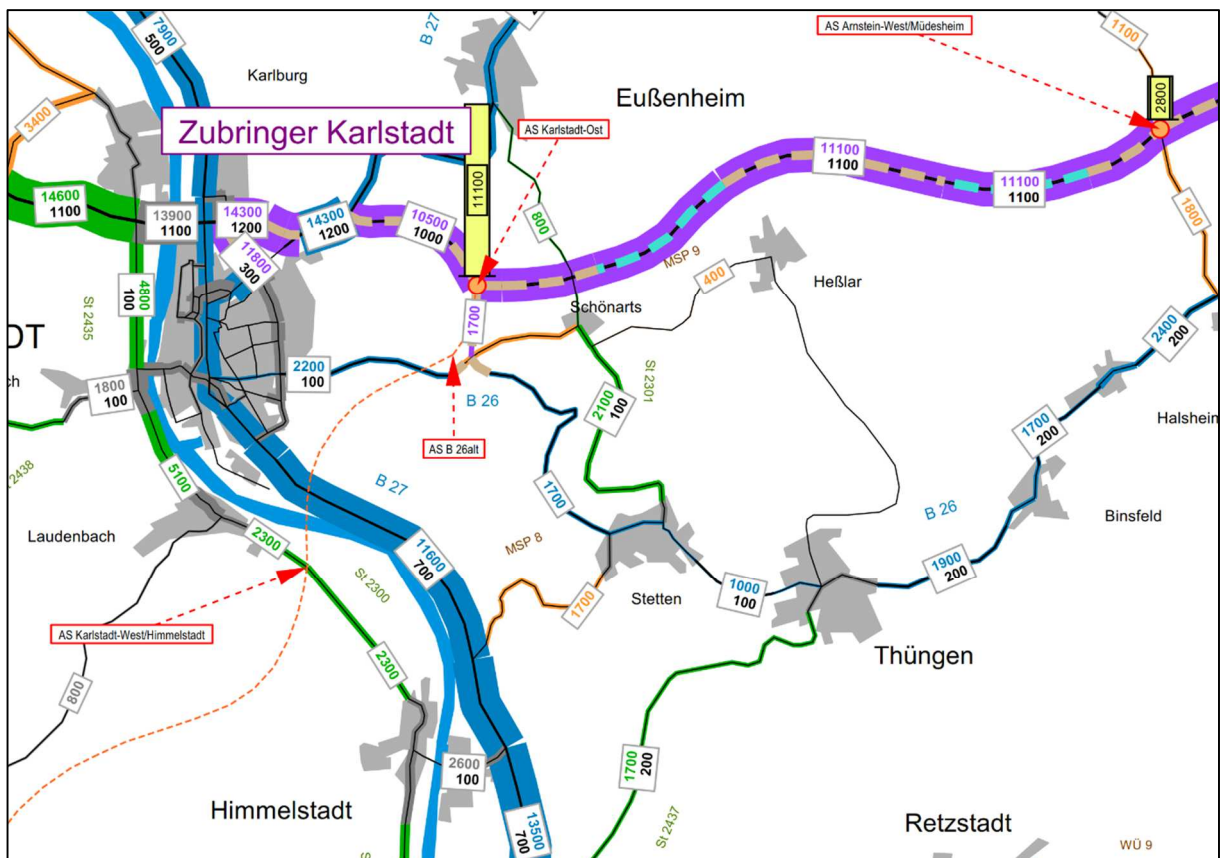 7900
500
B 27
AS Arnstein-West/Müdesheim
1100
Karlburg
2800
3400
Eußenheim
Zubringer Karlstadt
AS Karlstadt-Ost
11100
11100
1100
11100
1100
14600
1100
13900
1100
14300
1200
14300
1200
10500
1000
11800
300
800
1800
MSP 9
400
Heßlar
4800
100
St 2435
1700
Schönarts
DT
2400
200
1800
100
2200
100
B 26
St 2301
2100
100
Halsheim
AS B 26alt
1700
200
St 2438
5100
B 27
1700
B 26
Binsfeld
Laudenbach
2300
MSP 8
11600
700
1900
200
St 2300
1700
Stetten
1000
100
AS Karlstadt-West/Himmelstadt
2300
Thüngen
800
2600
100
1700
200
Himmelstadt
13500
700
St 2437
Retzstadt
WÜ 9